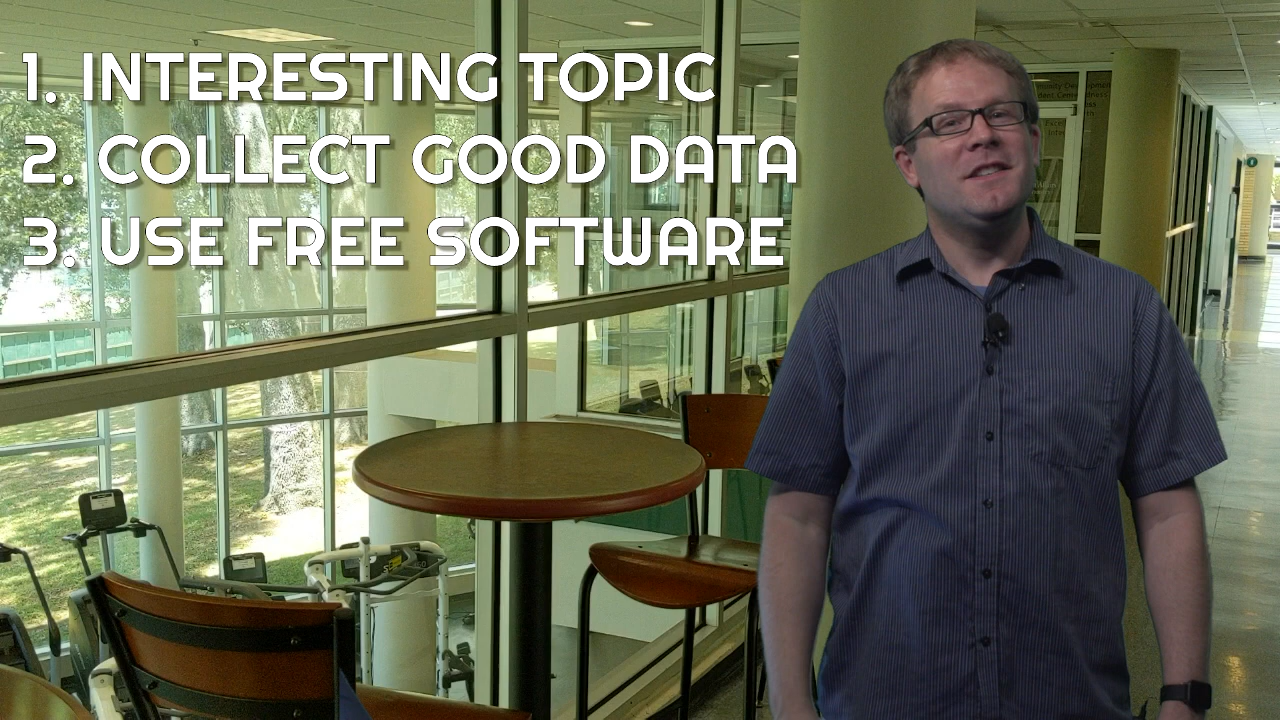 1. INTERESTING TOPIC
2. COLLECT GOOD DATA
3. USE FREE SOFTWARE